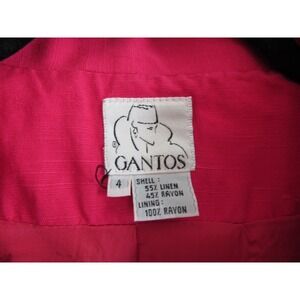 ®
GANTOS
4
SHELL:
55% LINEN
45% RAYON
LINING:
100% RAYON